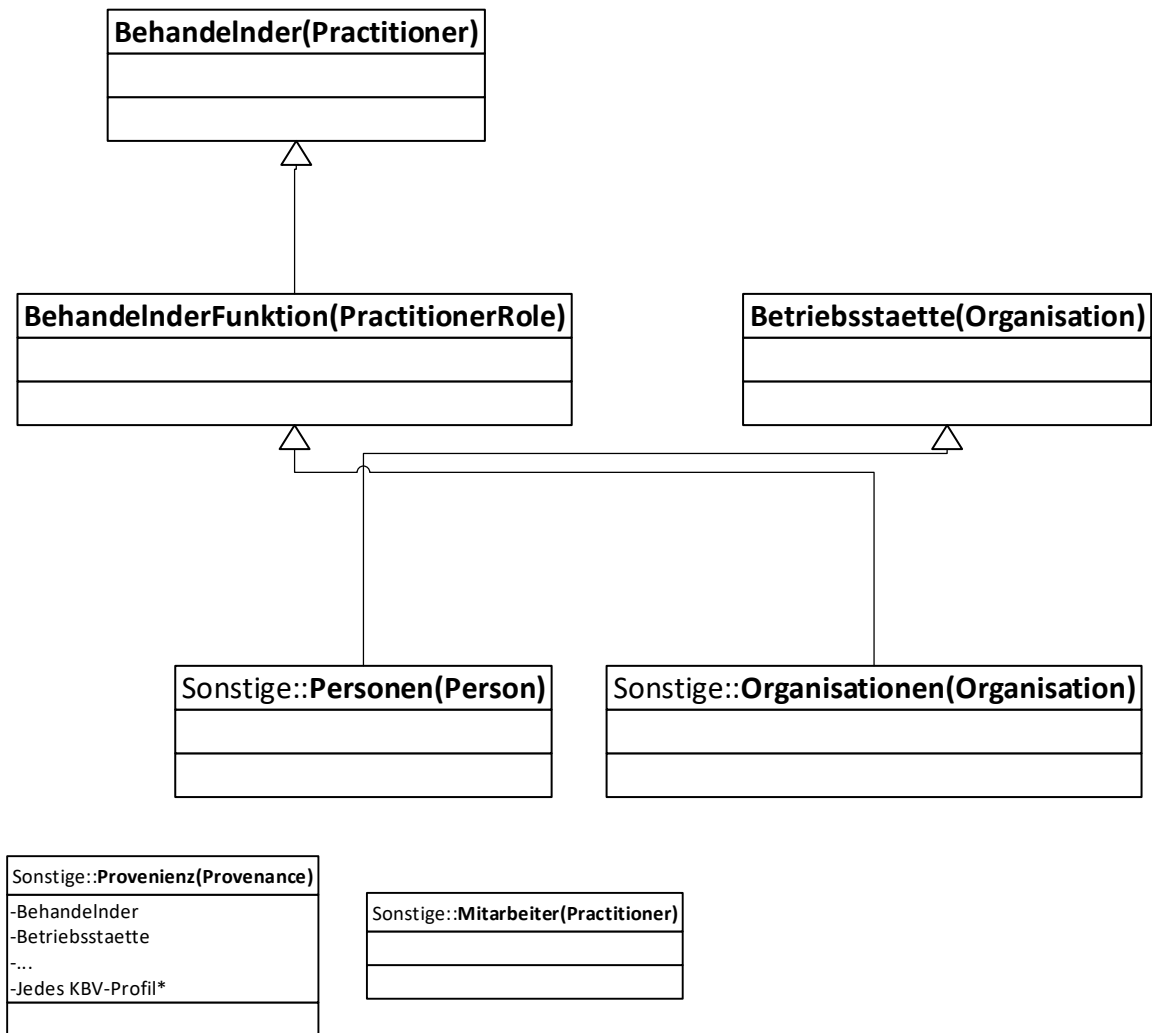 Behandelnder(Practitioner)
BehandelnderFunktion(PractitionerRole)
Betriebsstaette(Organisation)
Sonstige::Personen(Person)
Sonstige::Organisationen(Organisation)
Sonstige::Provenienz(Provenance)
-Behandelnder
-Betriebsstaette
-...
-Jedes KBV-Profil*
Sonstige::Mitarbeiter(Practitioner)